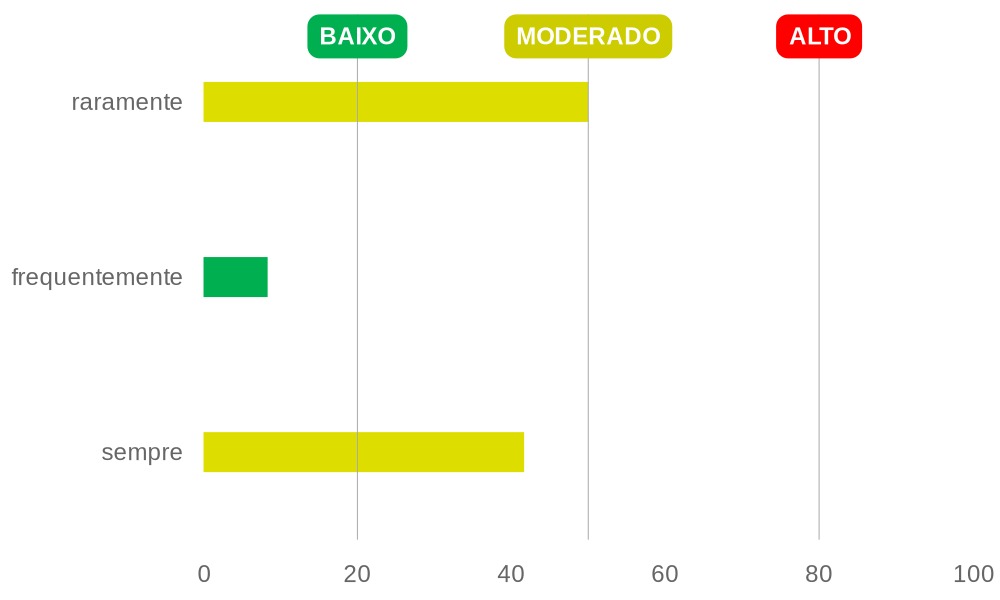 BAIXO MODERADO ALTO
raramente
frequentemente
sempre
0 20 40 60 80 100